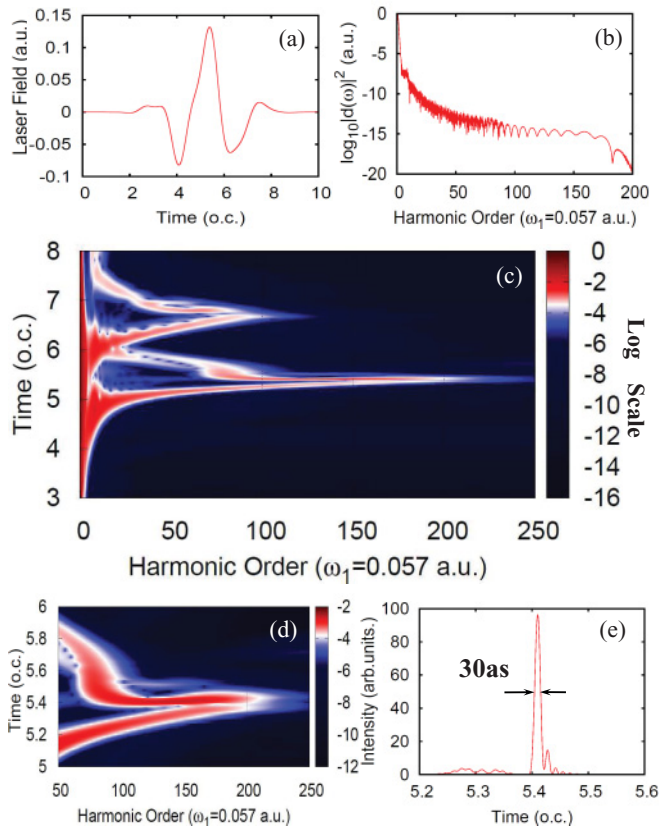 (a)
Laser Field (a.u.)
0.15
0.1
0.05
0
-0.05
-0.1
0 2 4 6 8 10
Time (o.c.)
(b)
log10|d(ω)|² (a.u.)
-0
-5
-10
-15
-20
0 50 100 150 200
Harmonic Order (ω1=0.057 a.u.)
(c)
Time (o.c.)
8
7
6
5
4
3
0 50 100 150 200 250
Harmonic Order (ω1=0.057 a.u.)
0
-2
-4
-6
-8
-10
-12
-14
-16
Log Scale
(d)
Time (o.c.)
6
5.8
5.6
5.4
5.2
5
50 100 150 200 250
Harmonic Order (ω1=0.057 a.u.)
-2
-4
-6
-8
-10
-12
(e)
Intensity (arb.units.)
100
80
60
40
20
0
30as
5.2 5.3 5.4 5.5 5.6
Time (o.c.)